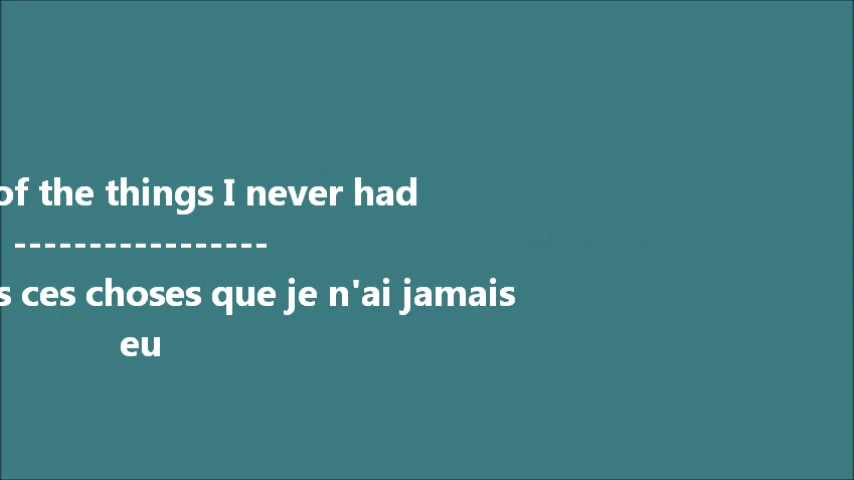 of the things I never had
-----------------
s ces choses que je n'ai jamais
eu